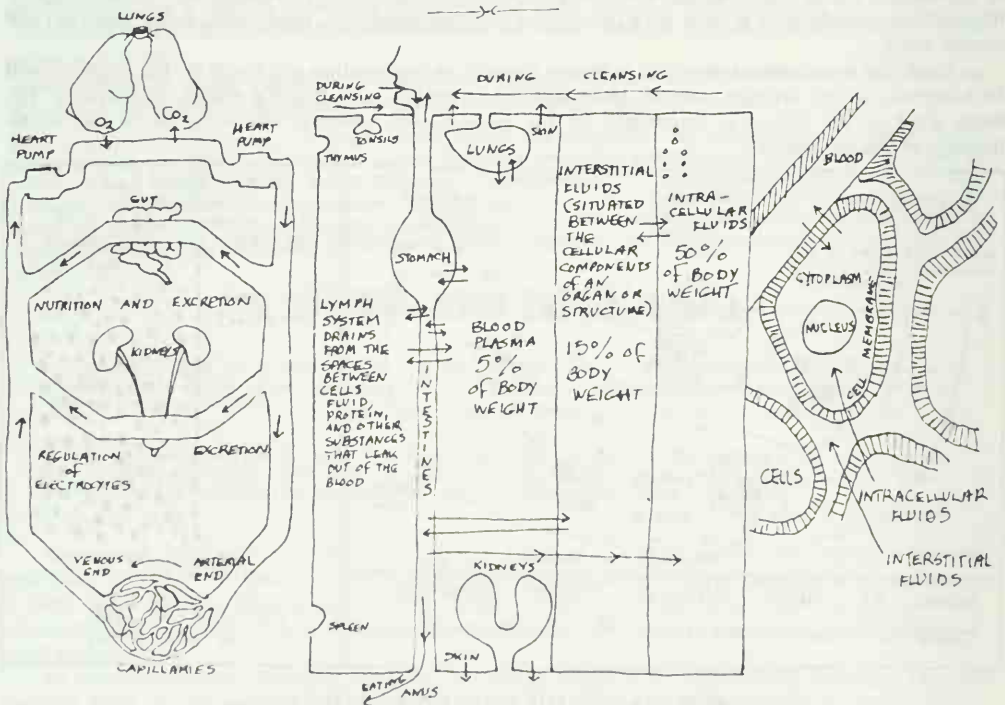 LUNGS
O2
CO2
HEART
PUMP
HEART
PUMP
GUT
NUTRITION AND EXCRETION
KIDNEYS
REGULATION
of
ELECTROCYTES
EXCRETION
VENOUS
END
ARTERIAL
END
CAPILLARIES
DURING
CLEANSING
DURING CLEANSING
TONSILS
THYMUS
LUNGS
SKIN
STOMACH
LYMPH
SYSTEM
DRAINS
FROM THE
SPACES
BETWEEN
CELLS
FLUID,
PROTEIN,
AND OTHER
SUBSTANCES
THAT LEAK
OUT OF THE
BLOOD
INTESTINES
BLOOD
PLASMA
5%
OF BODY
WEIGHT
INTERSTITIAL
FLUIDS
(SITUATED
BETWEEN
THE
CELLULAR
COMPONENTS
OF AN
ORGAN OR
STRUCTURE)
15% OF
BODY
WEIGHT
INTRA-
CELLULAR
FLUIDS
50%
OF BODY
WEIGHT
KIDNEYS
SPLEEN
SKIN
EATING
ANUS
BLOOD
CYTOPLASM
NUCLEUS
CELL MEMBRANE
CELLS
INTRACELLULAR
FLUIDS
INTERSTITIAL
FLUIDS